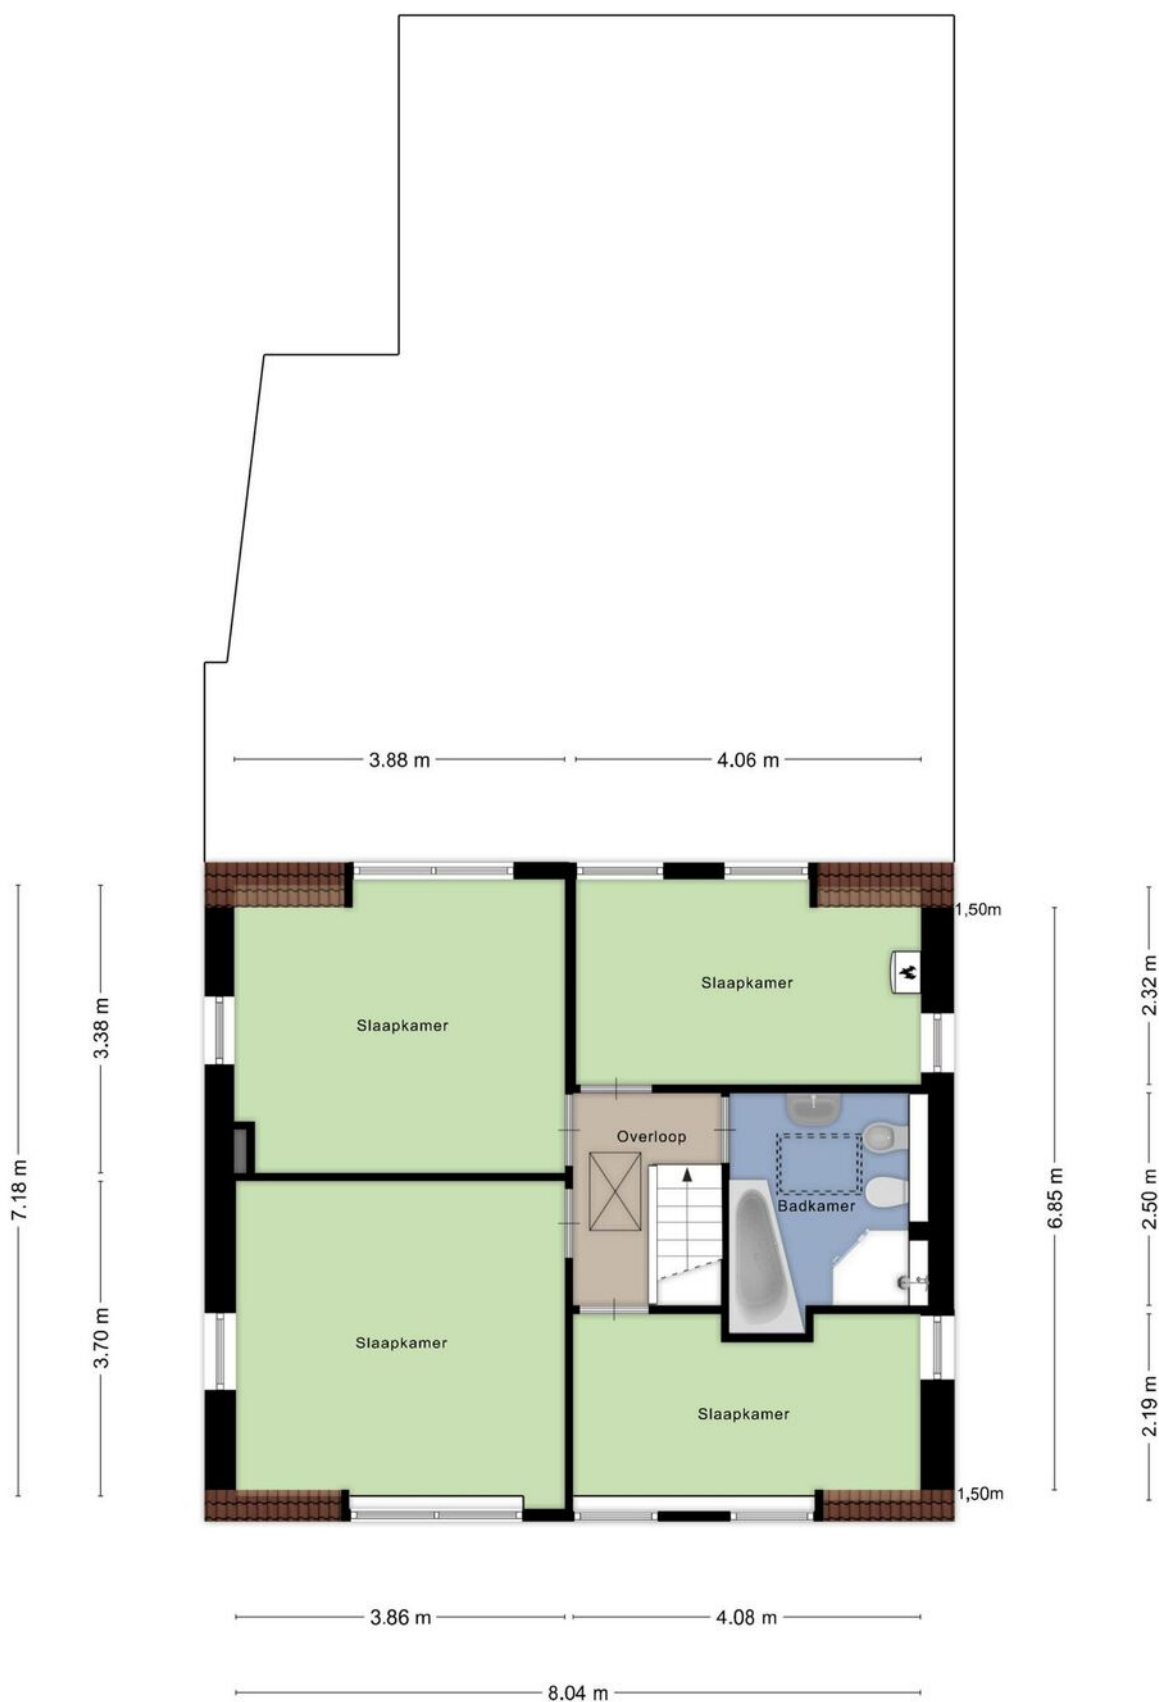 3.88 m
4.06 m
1,50m
Slaapkamer
Slaapkamer
2.32 m
3.38 m
Overloop
7.18 m
6.85 m
2.50 m
Badkamer
3.70 m
Slaapkamer
Slaapkamer
2.19 m
1,50m
3.86 m
4.08 m
8.04 m